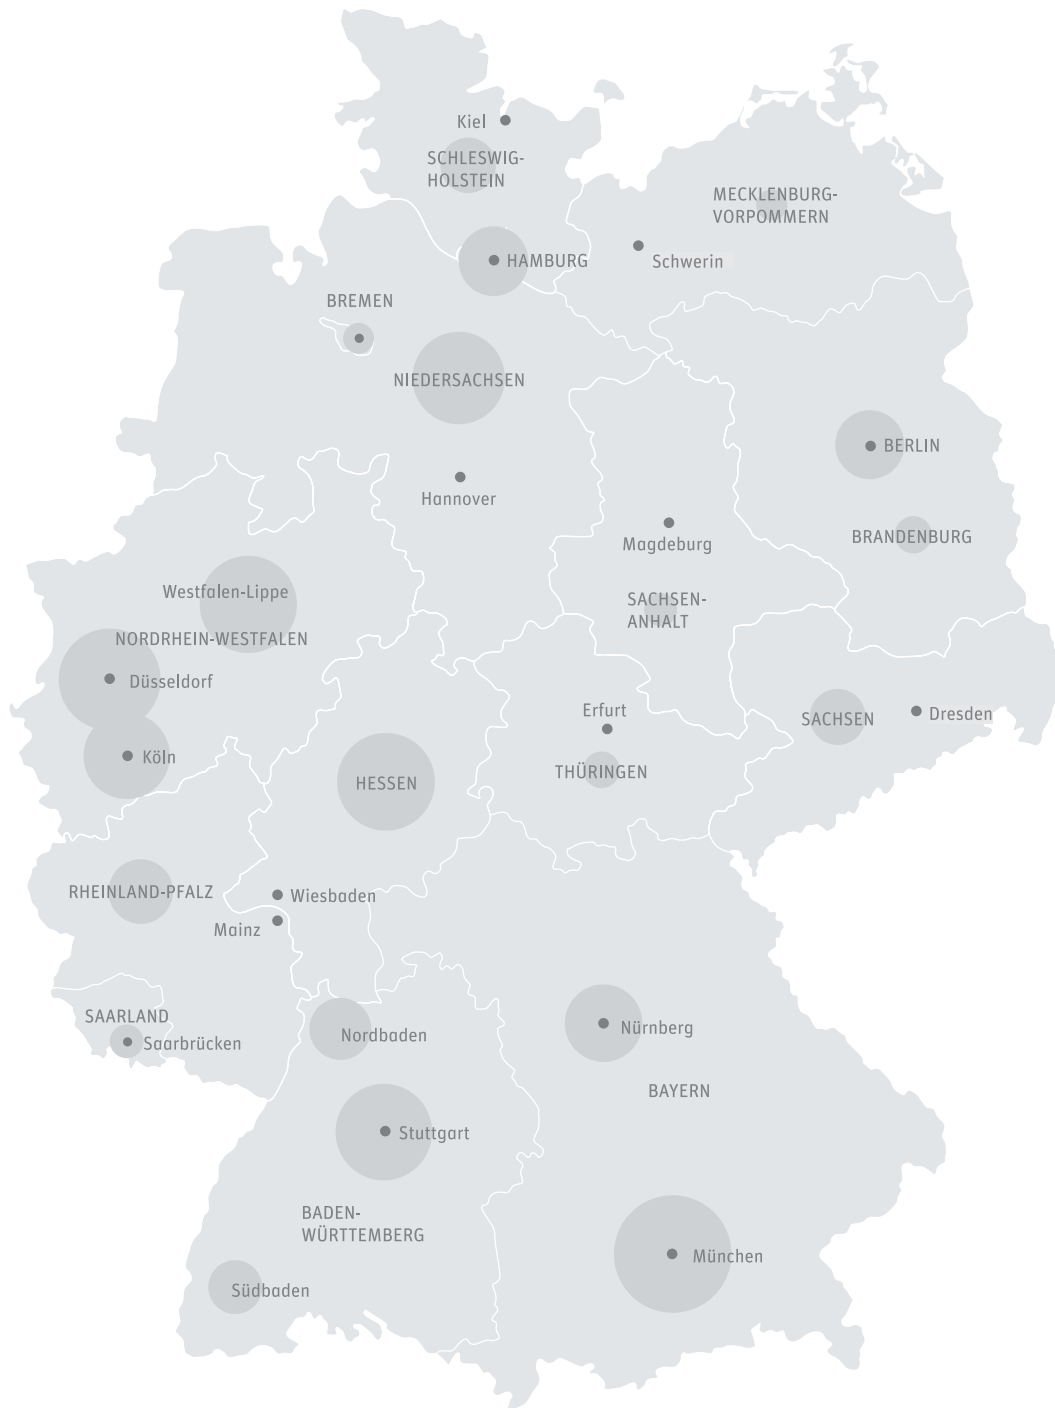 Kiel
SCHLESWIG-
HOLSTEIN
MECKLENBURG-
VORPOMMERN
HAMBURG
Schwerin
BREMEN
NIEDERSACHSEN
BERLIN
Hannover
BRANDENBURG
Magdeburg
Westfalen-Lippe
SACHSEN-
ANHALT
NORDRHEIN-WESTFALEN
Düsseldorf
Erfurt
SACHSEN
Dresden
Köln
THÜRINGEN
HESSEN
RHEINLAND-PFALZ
Wiesbaden
Mainz
SAARLAND
Saarbrücken
Nordbaden
Nürnberg
BAYERN
Stuttgart
BADEN-
WÜRTTEMBERG
München
Südbaden